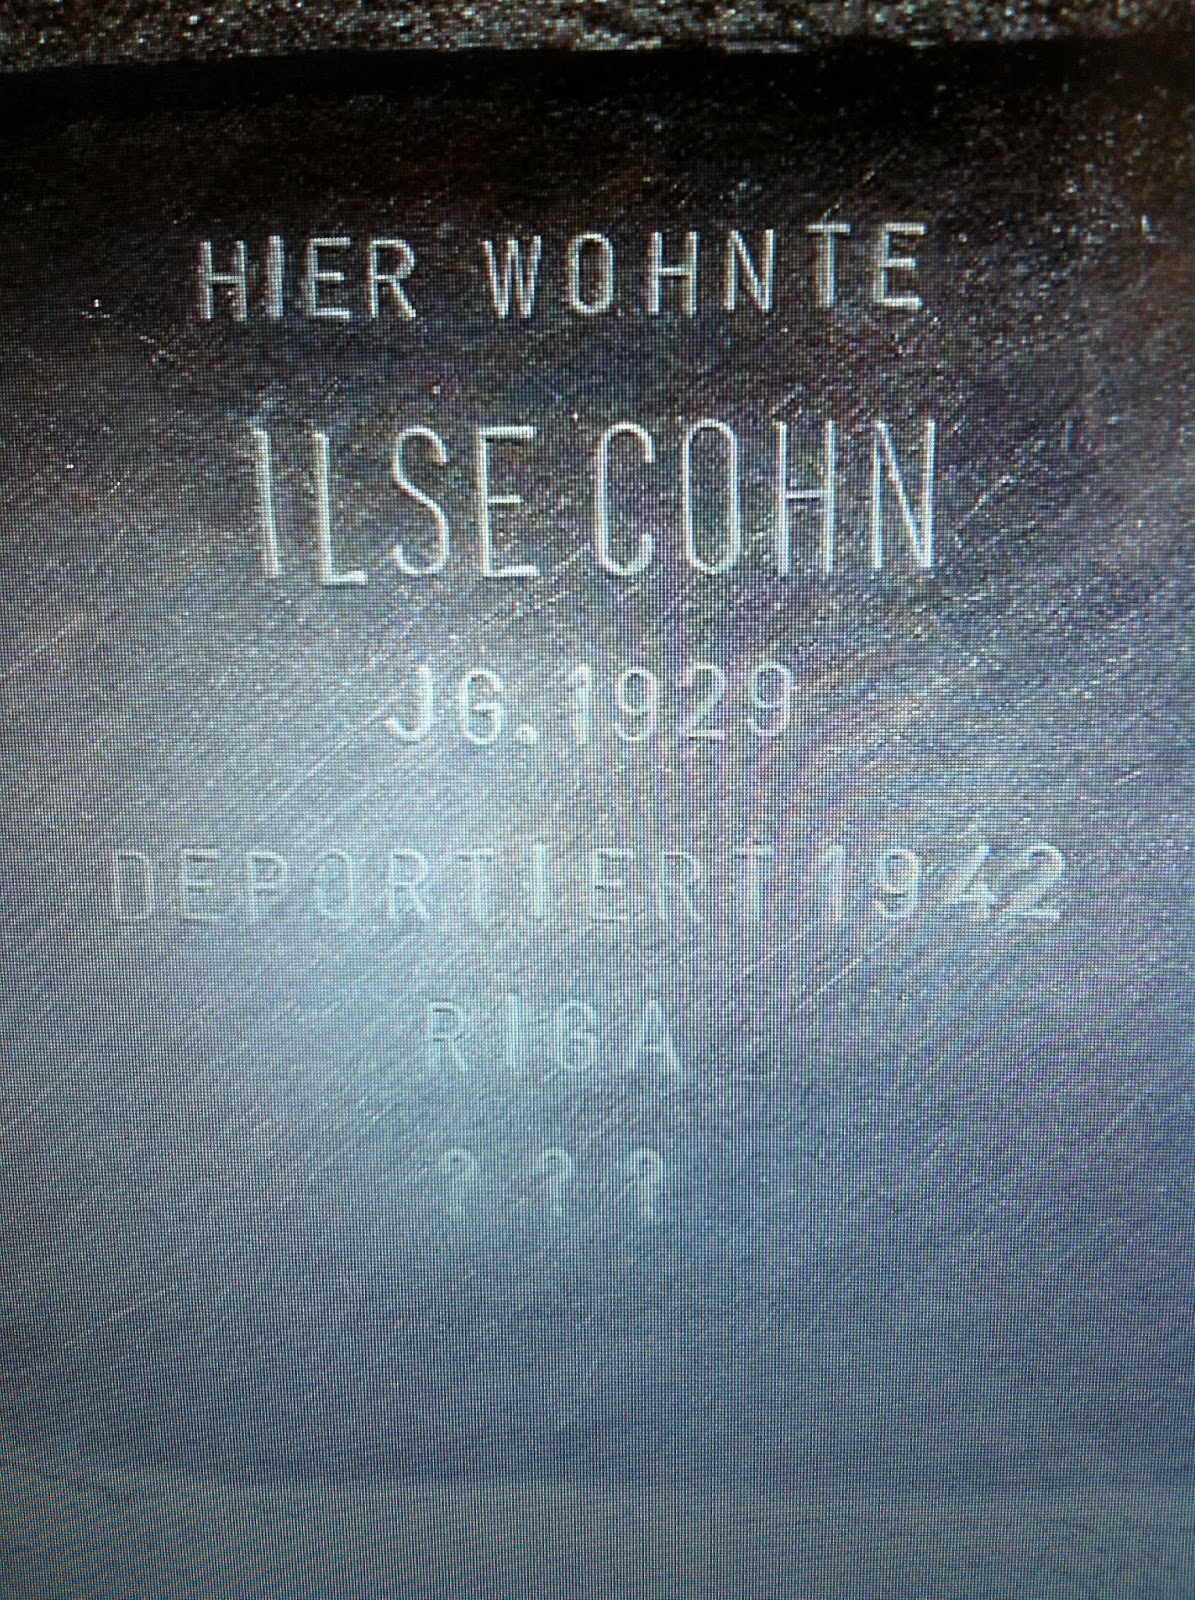 HIER WOHNTE
ILSE COHN
JG. 1929
DEPORTIERT 1942
RIGA
? ? ?